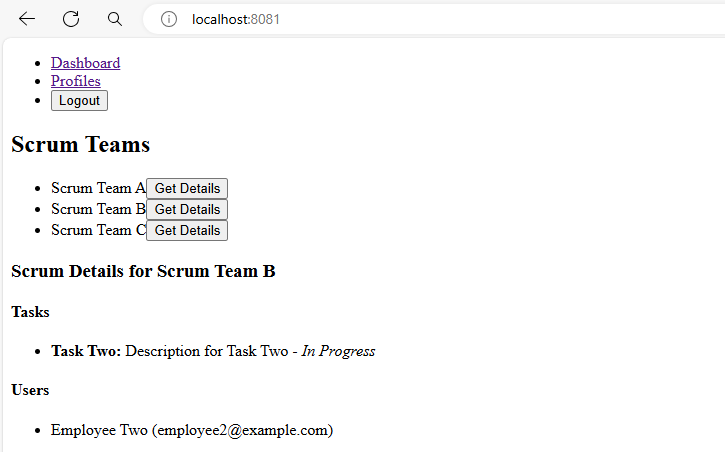 localhost:8081
Dashboard
Profiles
Logout
Scrum Teams
Scrum Team A Get Details
Scrum Team B Get Details
Scrum Team C Get Details
Scrum Details for Scrum Team B
Tasks
Task Two: Description for Task Two - In Progress
Users
Employee Two (employee2@example.com)